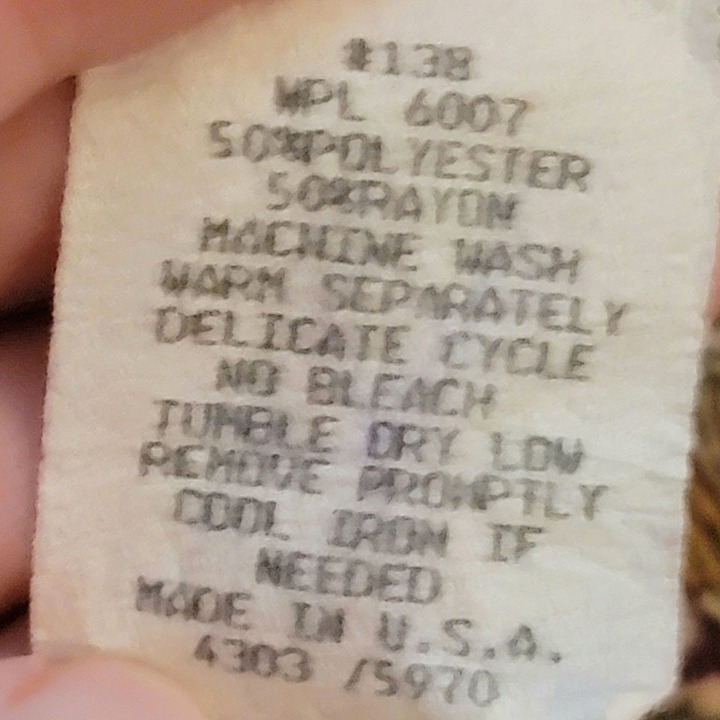 #138
WPL 6007
50%POLYESTER
50%RAYON
MACHINE WASH
WARM SEPARATELY
DELICATE CYCLE
NO BLEACH
TUMBLE DRY LOW
REMOVE PROMPTLY
COOL IRON IF
NEEDED
MADE IN U.S.A.
4303 /5970